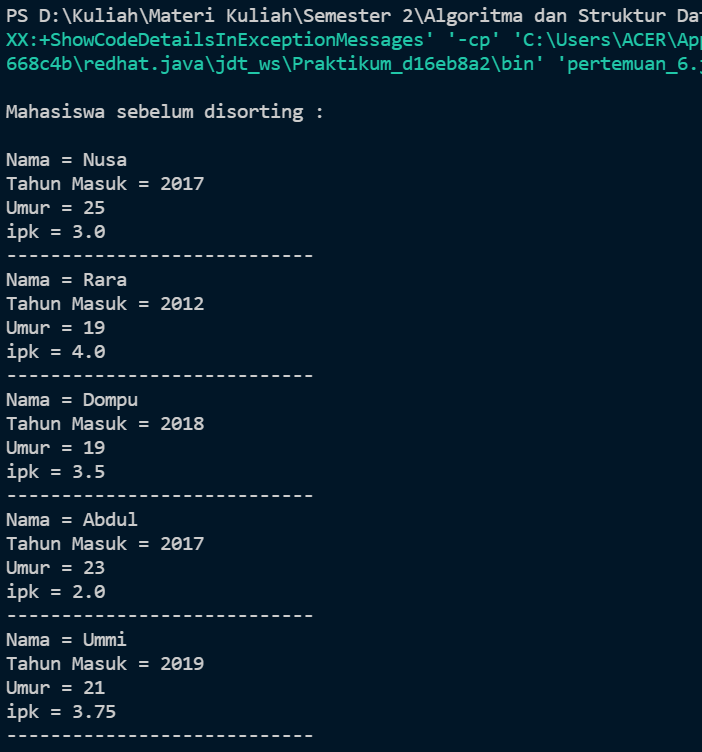 PS D:\Kuliah\Materi Kuliah\Semester 2\Algoritma dan Struktur Dat
XX:+ShowCodeDetailsInExceptionMessages' '-cp' 'C:\Users\ACER\App
668c4b\redhat.java\jdt_ws\Praktikum_d16eb8a2\bin' 'pertemuan_6.j

Mahasiswa sebelum disorting :

Nama = Nusa
Tahun Masuk = 2017
Umur = 25
ipk = 3.0
----------------------------
Nama = Rara
Tahun Masuk = 2012
Umur = 19
ipk = 4.0
----------------------------
Nama = Dompu
Tahun Masuk = 2018
Umur = 19
ipk = 3.5
----------------------------
Nama = Abdul
Tahun Masuk = 2017
Umur = 23
ipk = 2.0
----------------------------
Nama = Ummi
Tahun Masuk = 2019
Umur = 21
ipk = 3.75
----------------------------